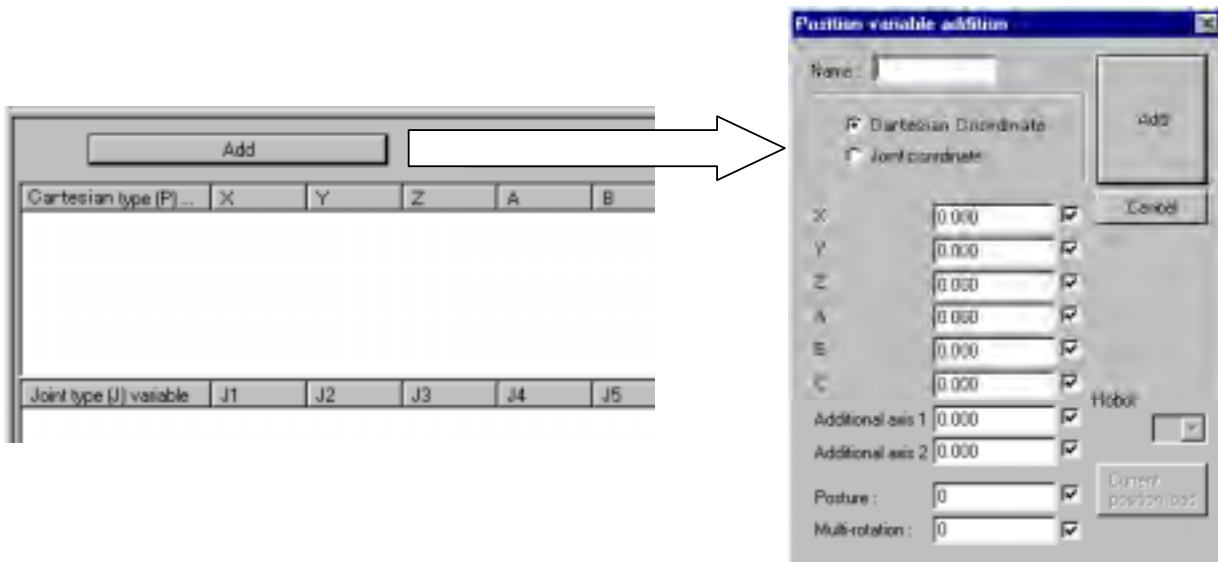 Add
Cartesian type (P) ... X Y Z A B
Joint type (J) variable J1 J2 J3 J4 J5
Position variable addition
Name :
Add
Cartesian Coordinate
Joint coordinate
Cancel
X 0.000
Y 0.000
Z 0.000
A 0.000
B 0.000
C 0.000
Robot
Additional axis 1 0.000
Additional axis 2 0.000
Current
position load
Posture : 0
Multi-rotation : 0